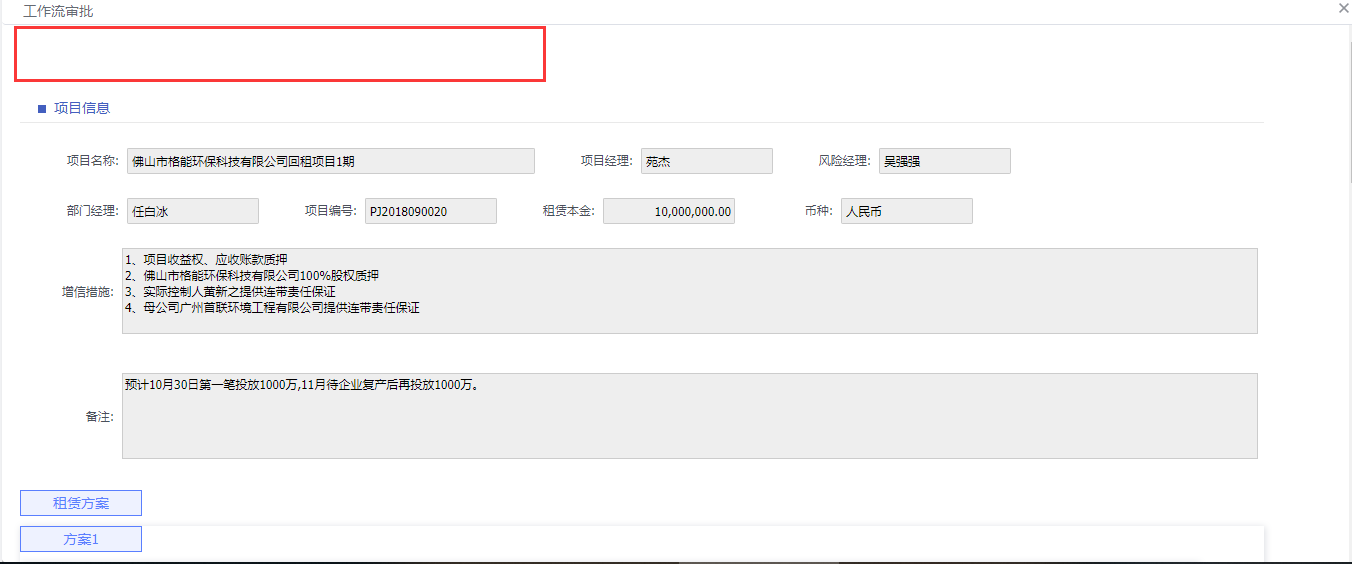 工作流审批
项目信息
项目名称: 佛山市格能环保科技有限公司回租项目1期 项目经理: 苑杰 风险经理: 吴强强
部门经理: 任白冰 项目编号: PJ2018090020 租赁本金: 10,000,000.00 币种: 人民币
增信措施:
1、项目收益权、应收账款质押
2、佛山市格能环保科技有限公司100%股权质押
3、实际控制人黄新之提供连带责任保证
4、母公司广州首联环境工程有限公司提供连带责任保证
备注:
预计10月30日第一笔投放1000万,11月待企业复产后再投放1000万。
租赁方案
方案1